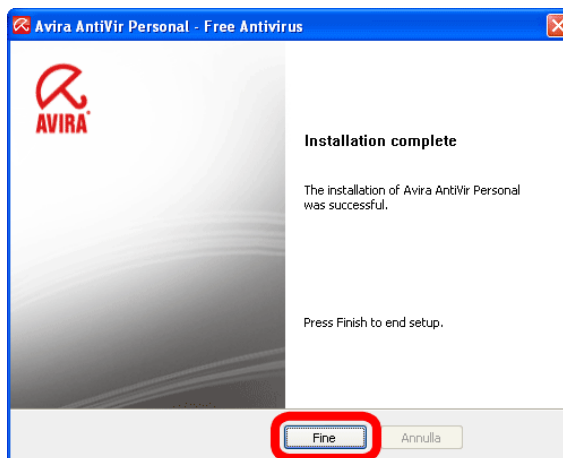 Avira AntiVir Personal - Free Antivirus
AVIRA
Installation complete
The installation of Avira AntiVir Personal
was successful.
Press Finish to end setup.
Fine
Annulla